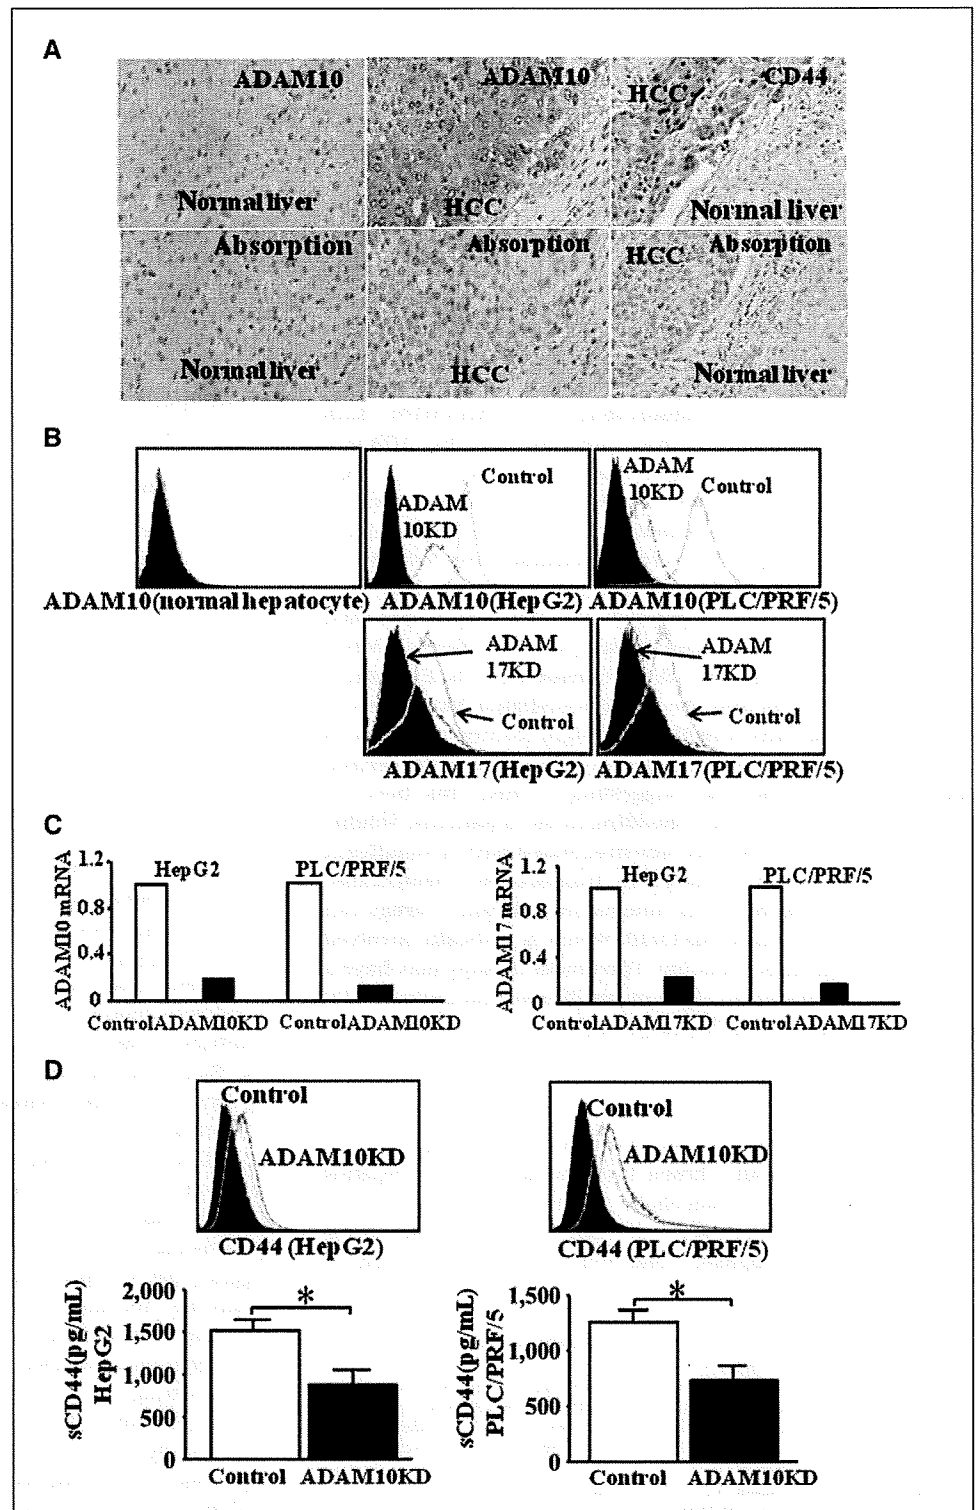 A
ADAM10
ADAM10
HCC
CD44
Normal liver
HCC
Normal liver
Absorption
Absorption
HCC
Absorption
Normal liver
HCC
Normal liver
B
ADAM
10KD
Control
ADAM
10KD
Control
ADAM10(normal hepatocyte)
ADAM10(HepG2)
ADAM10(PLC/PRF/5)
ADAM
17KD
Control
ADAM
17KD
Control
ADAM17(HepG2)
ADAM17(PLC/PRF/5)
C
ADAM10 mRNA
1.2
0.8
0.4
0
HepG2
PLC/PRF/5
Control ADAM10KD
Control ADAM10KD
ADAM17 mRNA
1.2
0.8
0.4
0
HepG2
PLC/PRF/5
Control ADAM17KD
Control ADAM17KD
D
Control
ADAM10KD
CD44 (HepG2)
Control
ADAM10KD
CD44 (PLC/PRF/5)
sCD44(pg/mL)
HepG2
2,000
1,500
1,000
500
0
*
Control
ADAM10KD
sCD44(pg/mL)
PLC/PRF/5
1,500
1,000
500
0
*
Control
ADAM10KD